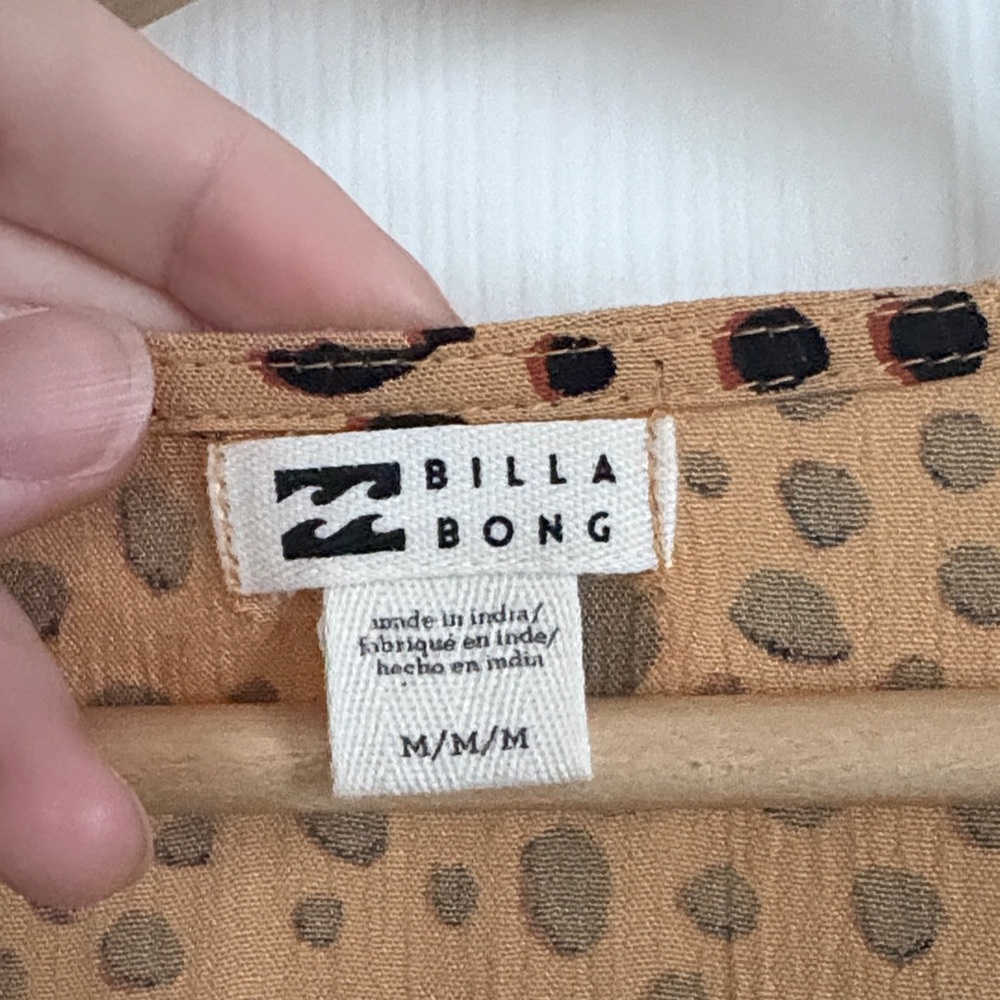 BILLA
BONG
made in india/
fabriqué en inde/
hecho en india
M/M/M